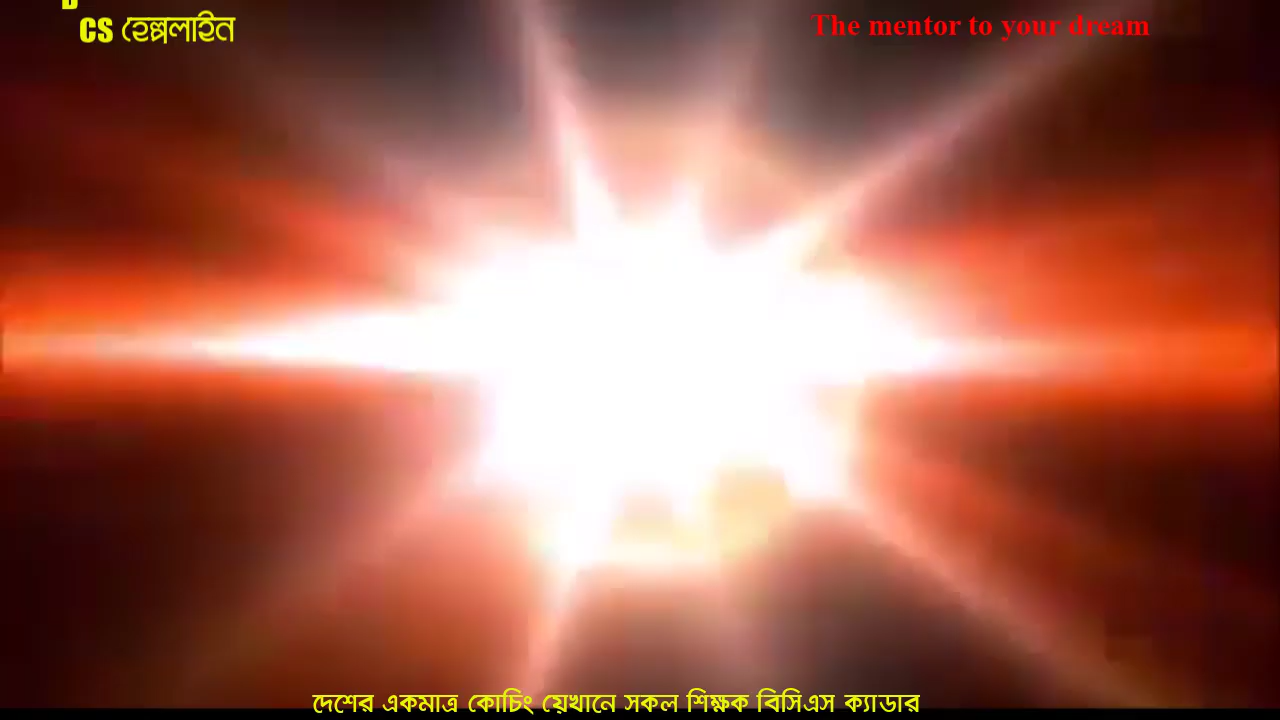 B
CS হেল্পলাইন
The mentor to your dream
দেশের একমাত্র কোচিং যেখানে সকল শিক্ষক বিসিএস ক্যাডার